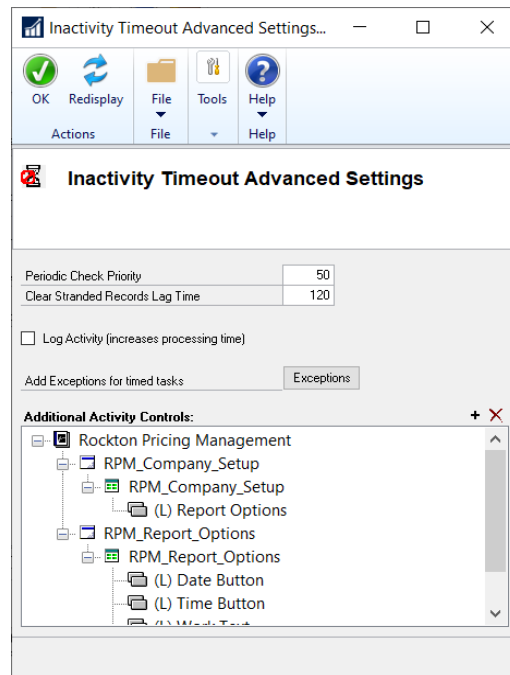 Inactivity Timeout Advanced Settings...
OK Redisplay File Tools Help
Actions File Help
Inactivity Timeout Advanced Settings
Periodic Check Priority 50
Clear Stranded Records Lag Time 120
Log Activity (increases processing time)
Add Exceptions for timed tasks Exceptions
Additional Activity Controls:
Rockton Pricing Management
RPM_Company_Setup
RPM_Company_Setup
(L) Report Options
RPM_Report_Options
RPM_Report_Options
(L) Date Button
(L) Time Button
(L) Work Text